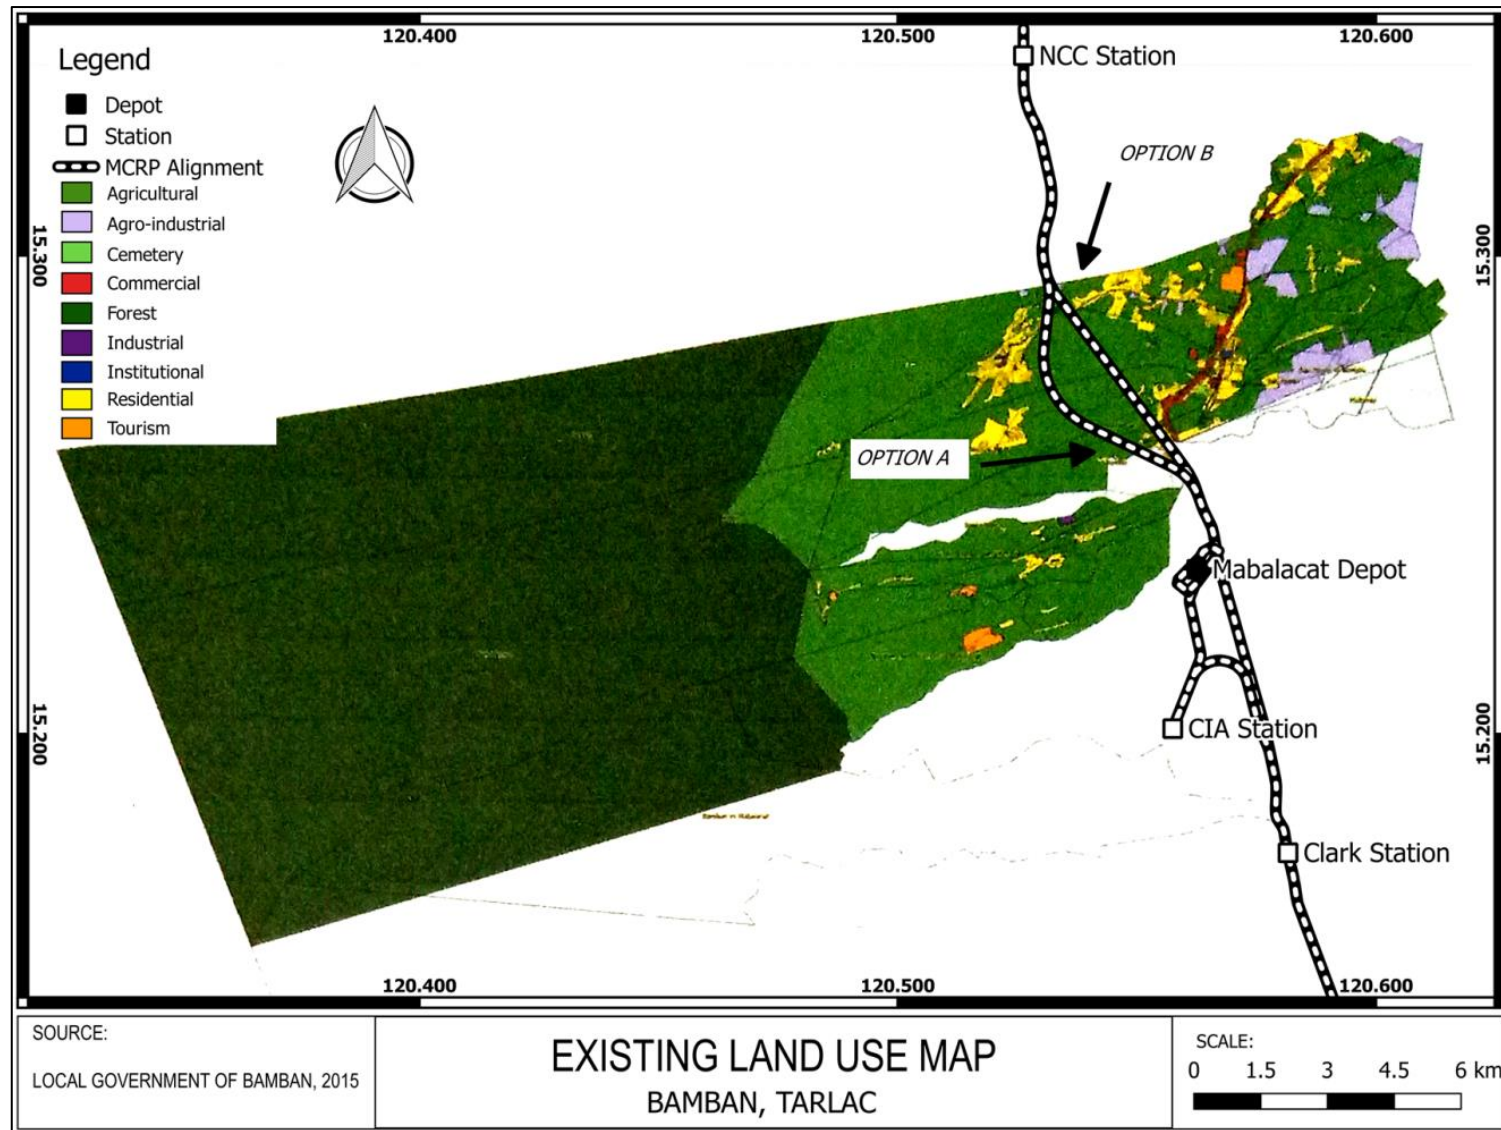 120.400
120.500
120.600
Legend
Depot
Station
MCRP Alignment
Agricultural
Agro-industrial
Cemetery
Commercial
Forest
Industrial
Institutional
Residential
Tourism
NCC Station
OPTION B
15.300
15.300
OPTION A
Mabalacat Depot
15.200
15.200
CIA Station
Clark Station
120.400
120.500
120.600
SOURCE:
LOCAL GOVERNMENT OF BAMBAN, 2015
EXISTING LAND USE MAP
BAMBAN, TARLAC
SCALE:
0 1.5 3 4.5 6 km